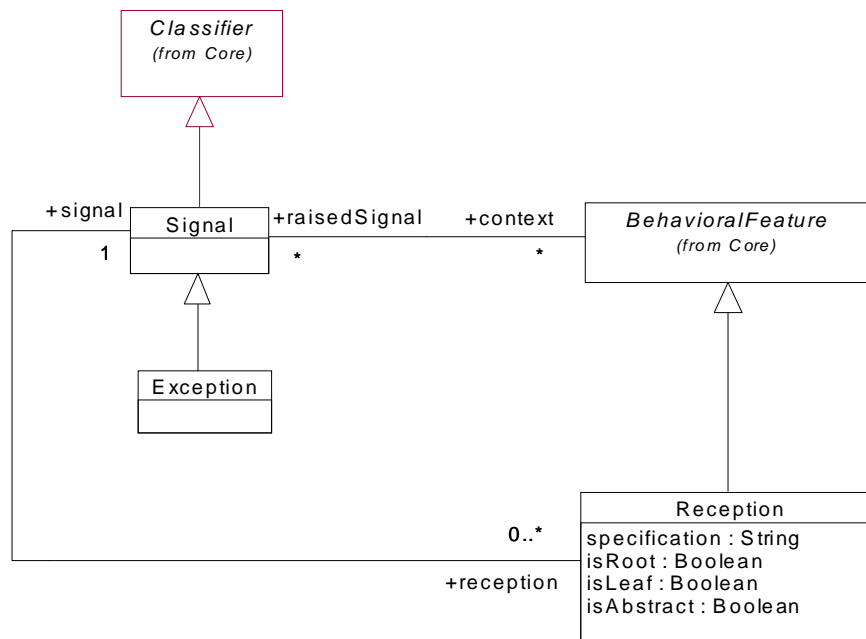 Classifier
(from Core)
+signal
Signal
+raisedSignal
+context
BehavioralFeature
(from Core)
1
*
*
Exception
Reception
0..*
specification : String
isRoot : Boolean
isLeaf : Boolean
isAbstract : Boolean
+reception